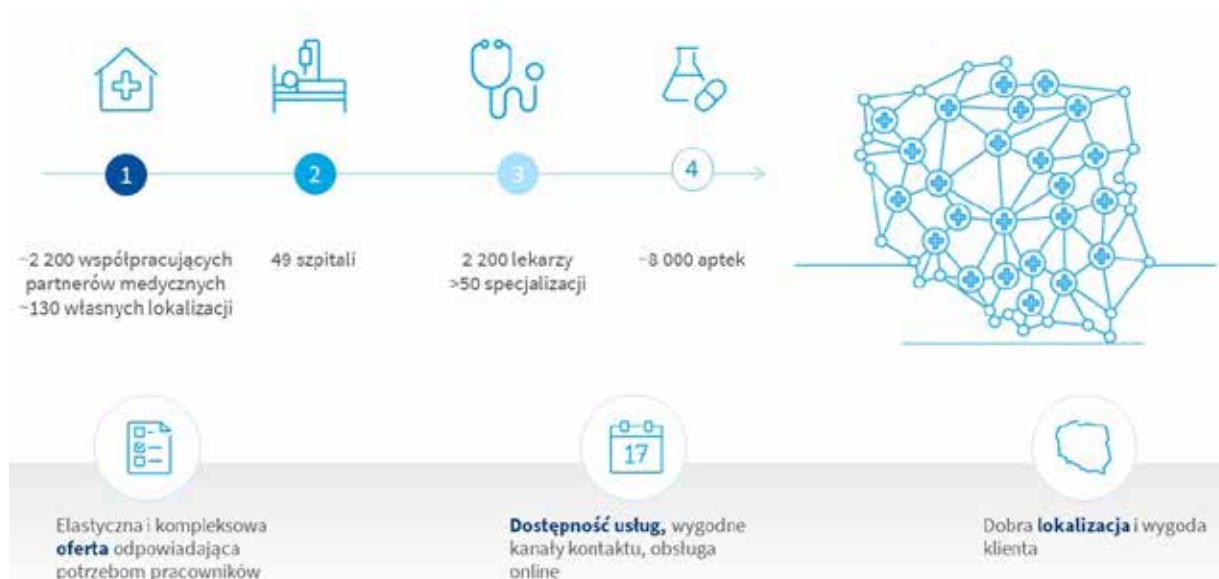 1
2
3
4
~2 200 współpracujących
partnerów medycznych
~130 własnych lokalizacji
49 szpitali
2 200 lekarzy
>50 specjalizacji
~8 000 aptek
17
Elastyczna i kompleksowa
oferta odpowiadająca
potrzebom pracowników
Dostępność usług, wygodne
kanały kontaktu, obsługa
online
Dobra lokalizacja i wygoda
klienta